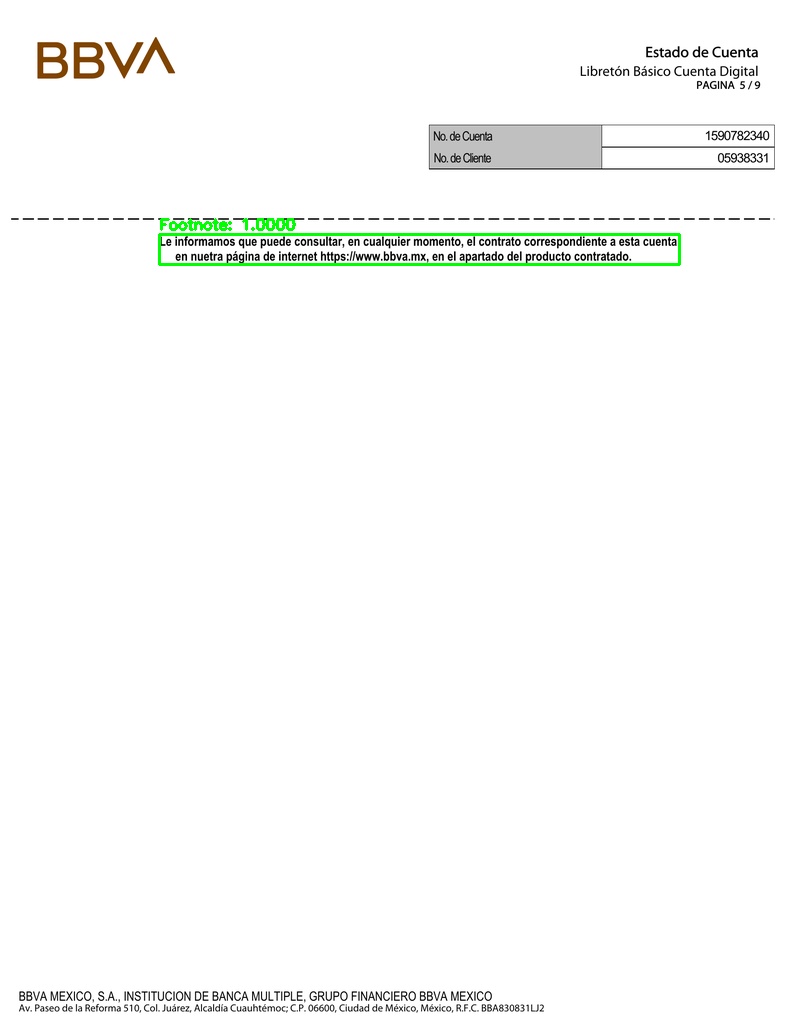 BBVA
Estado de Cuenta
Libretón Básico Cuenta Digital
PAGINA 5 / 9
No. de Cuenta 1590782340
No. de Cliente 05938331
Footnote: 1.0000
Le informamos que puede consultar, en cualquier momento, el contrato correspondiente a esta cuenta
en nuetra página de internet https://www.bbva.mx, en el apartado del producto contratado.
BBVA MEXICO, S.A., INSTITUCION DE BANCA MULTIPLE, GRUPO FINANCIERO BBVA MEXICO
Av. Paseo de la Reforma 510, Col. Juárez, Alcaldía Cuauhtémoc; C.P. 06600, Ciudad de México, México, R.F.C. BBA830831LJ2